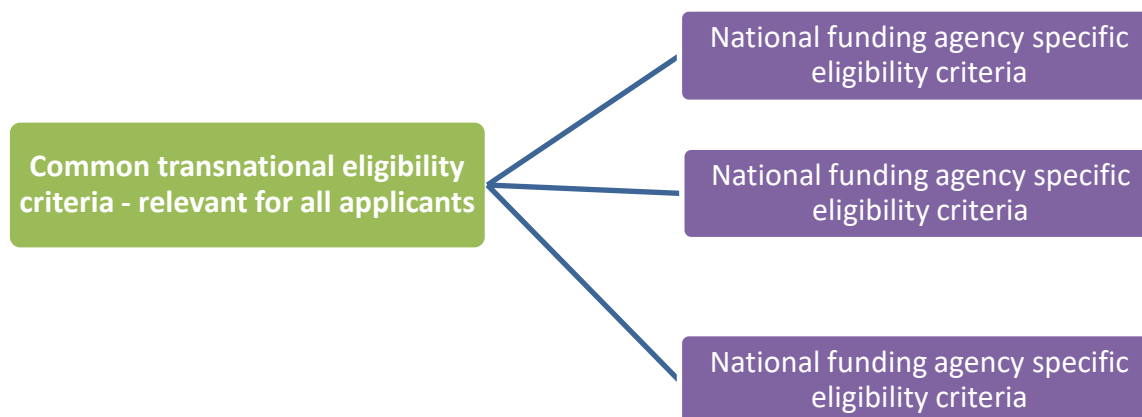 National funding agency specific
eligibility criteria
Common transnational eligibility
criteria - relevant for all applicants
National funding agency specific
eligibility criteria
National funding agency specific
eligibility criteria